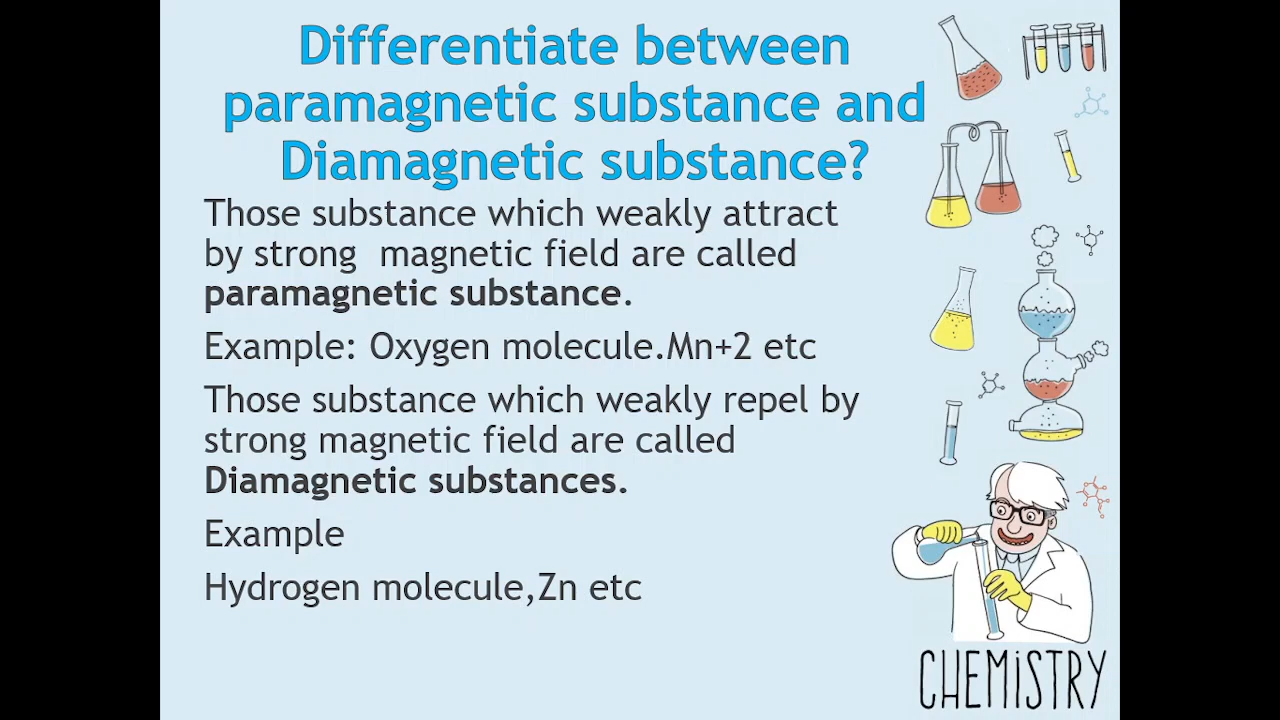 Differentiate between
paramagnetic substance and
Diamagnetic substance?
Those substance which weakly attract
by strong magnetic field are called
paramagnetic substance.
Example: Oxygen molecule.Mn+2 etc
Those substance which weakly repel by
strong magnetic field are called
Diamagnetic substances.
Example
Hydrogen molecule,Zn etc
CHEMiSTRY